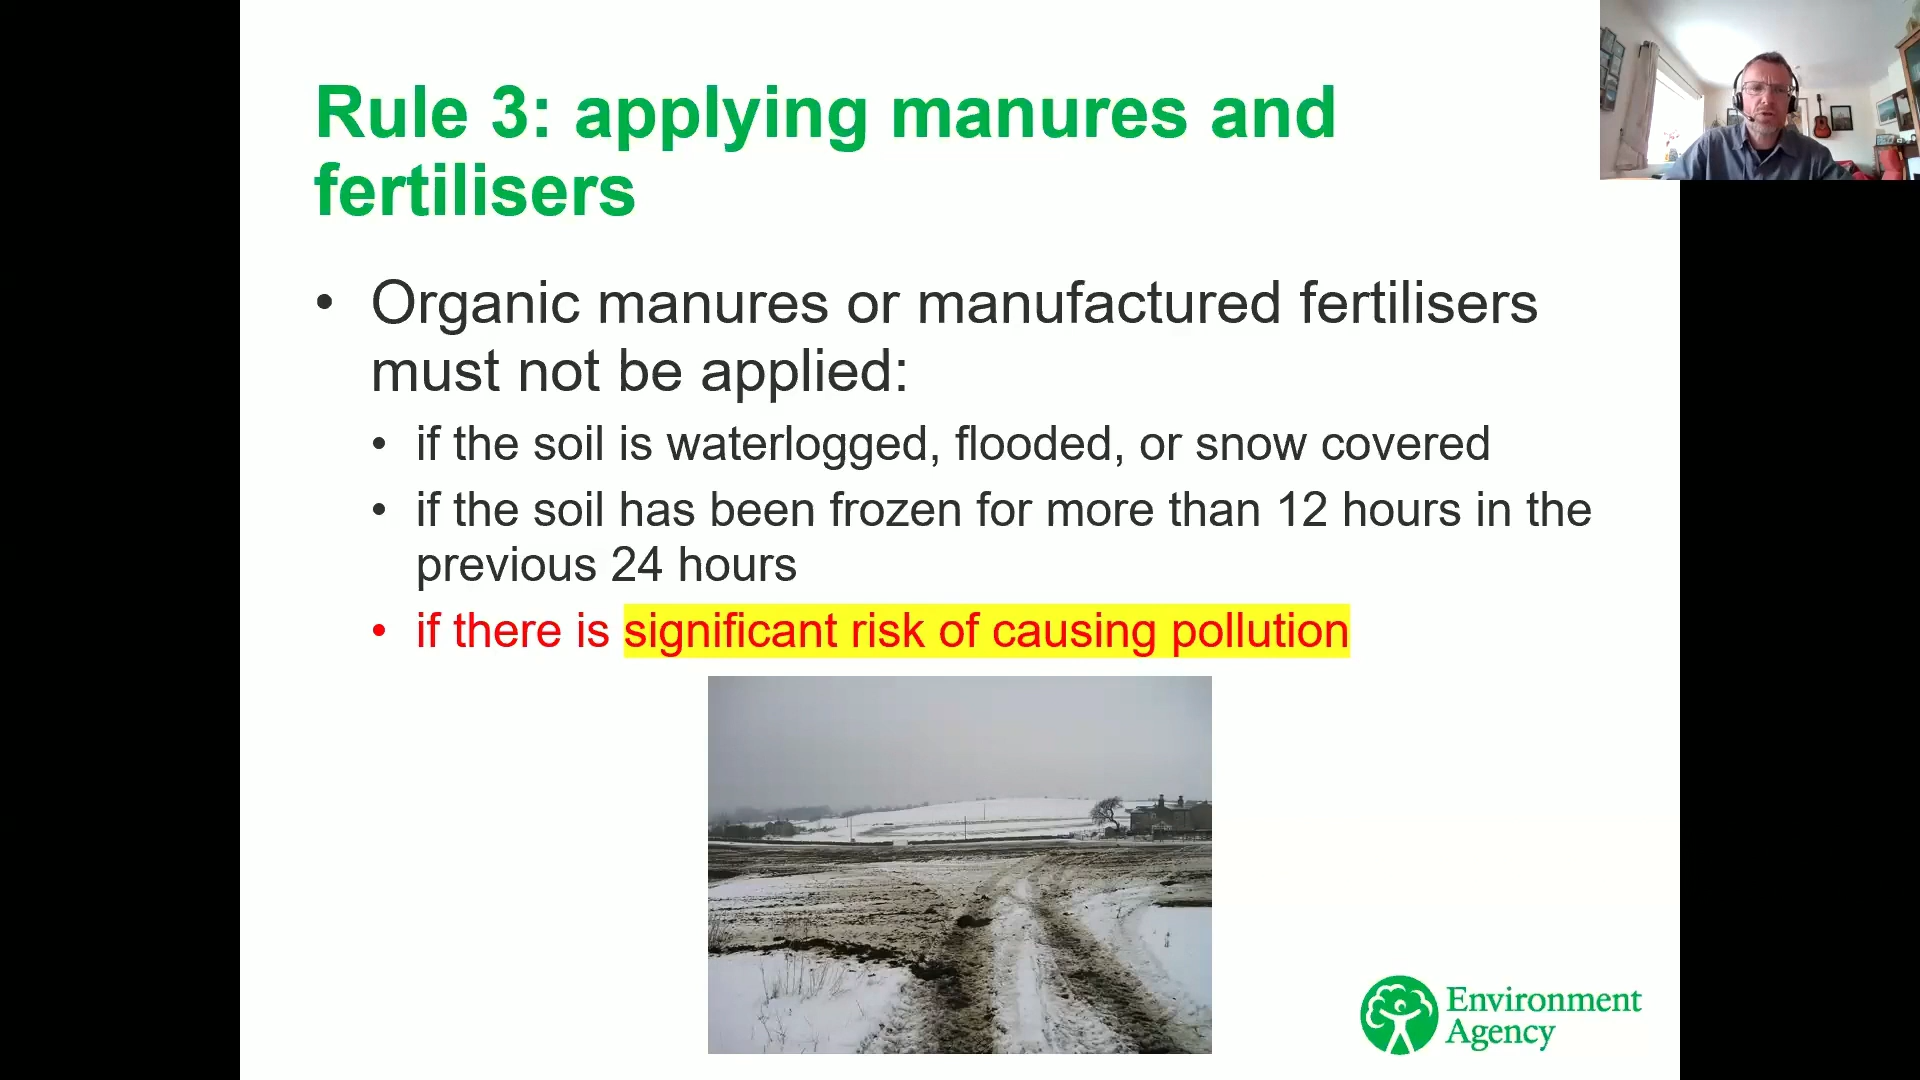 Rule 3: applying manures and
fertilisers
• Organic manures or manufactured fertilisers
must not be applied:
• if the soil is waterlogged, flooded, or snow covered
• if the soil has been frozen for more than 12 hours in the
previous 24 hours
• if there is significant risk of causing pollution
Environment
Agency